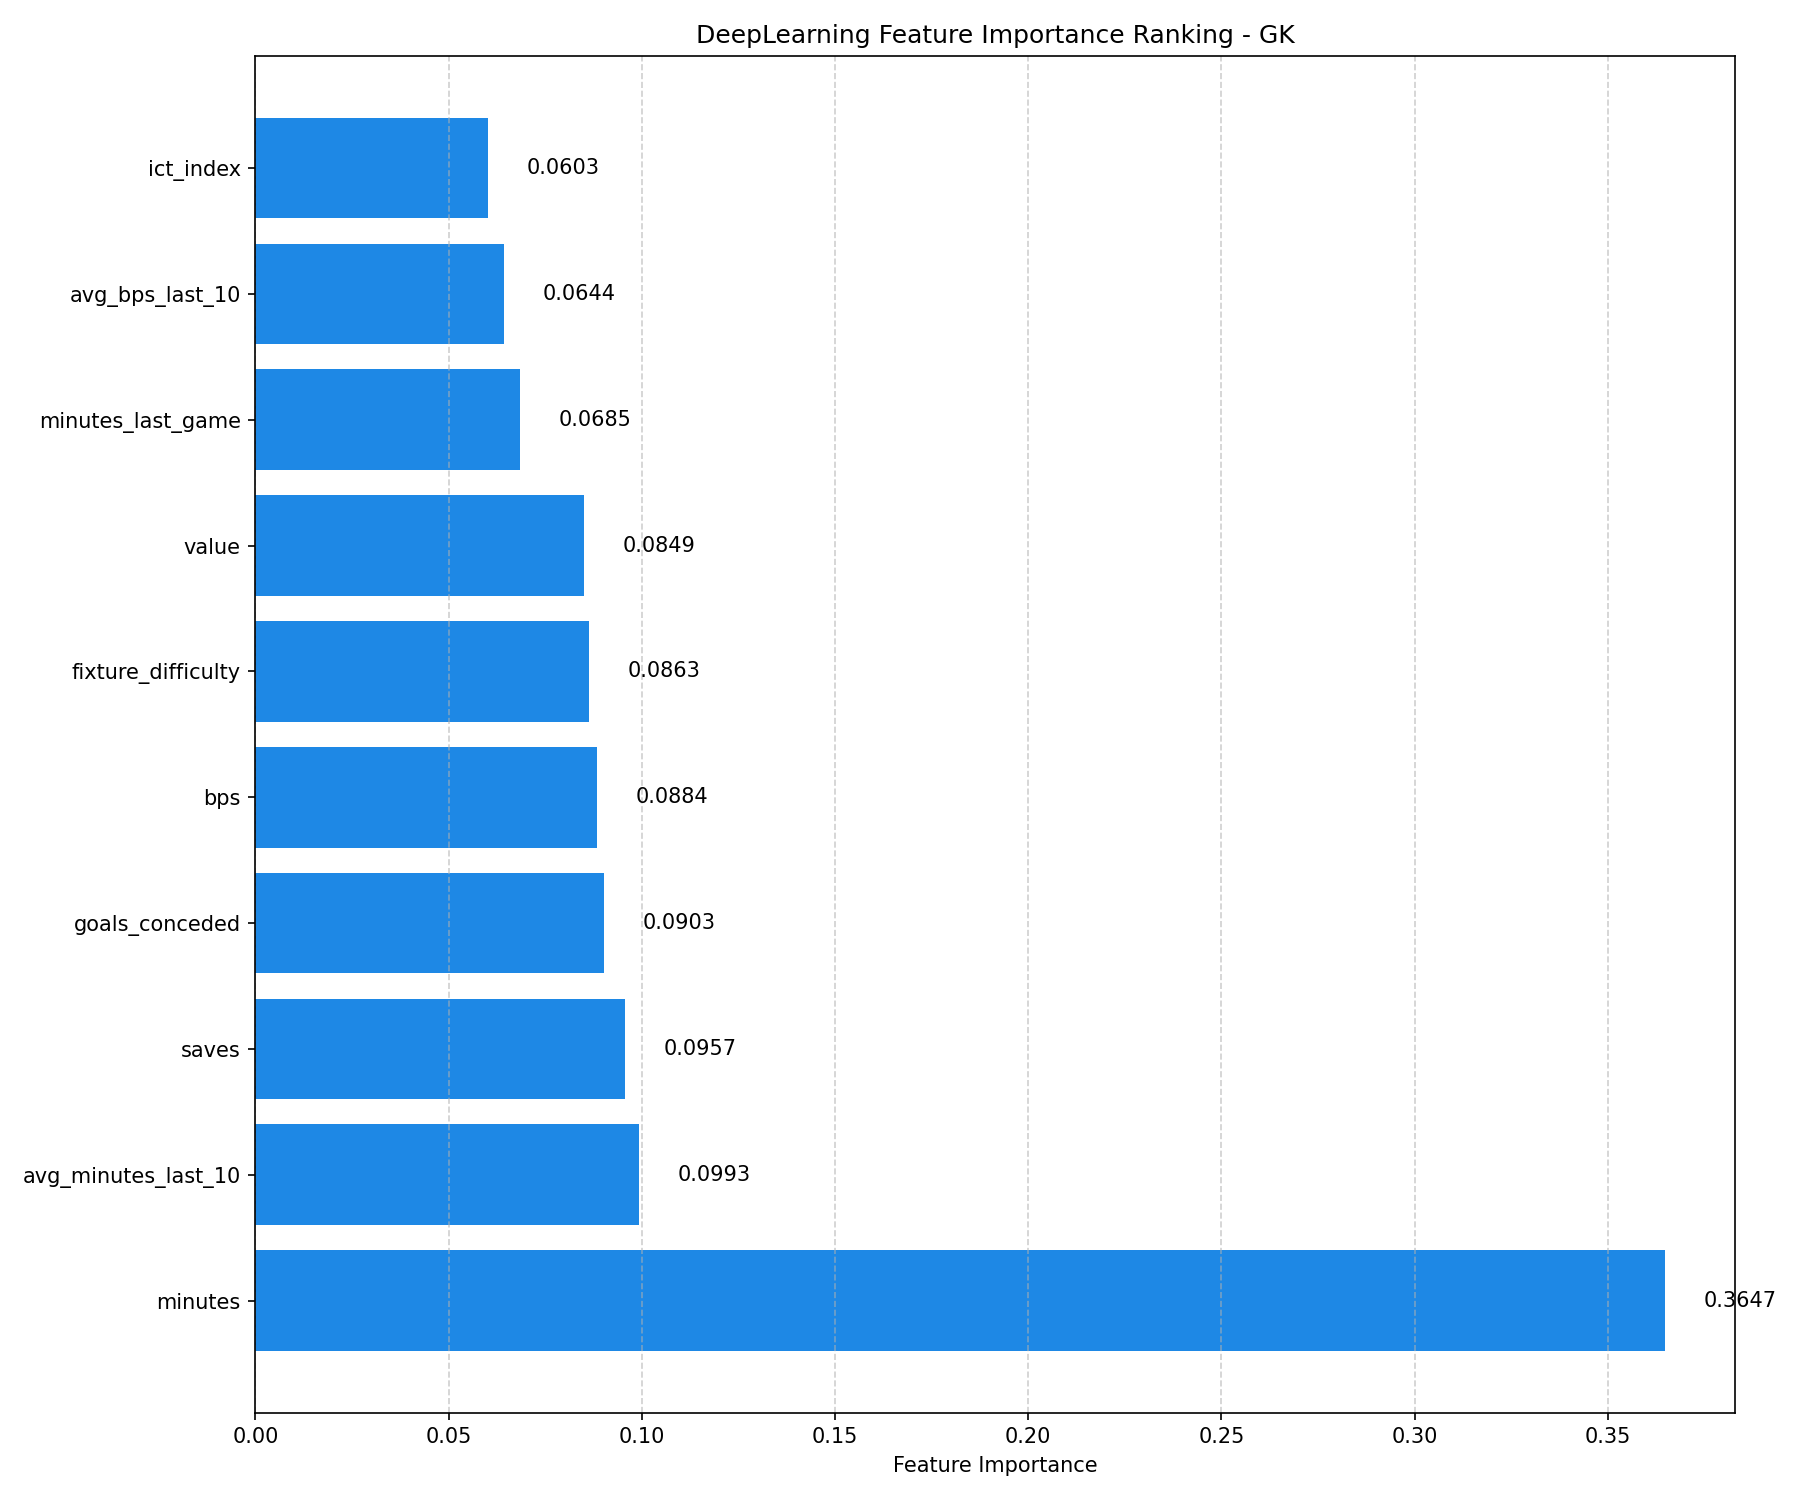 DeepLearning Feature Importance Ranking - GK
ict_index 0.0603
avg_bps_last_10 0.0644
minutes_last_game 0.0685
value 0.0849
fixture_difficulty 0.0863
bps 0.0884
goals_conceded 0.0903
saves 0.0957
avg_minutes_last_10 0.0993
minutes 0.3647
0.00 0.05 0.10 0.15 0.20 0.25 0.30 0.35
Feature Importance